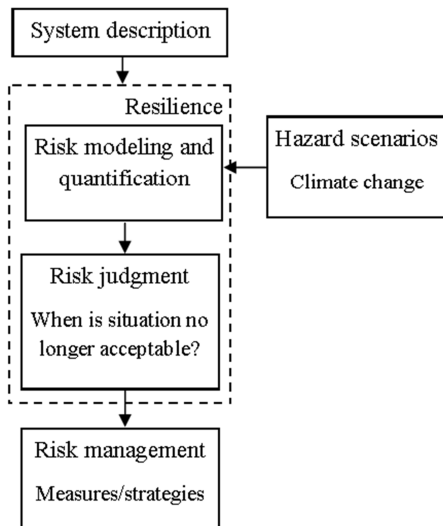 System description
Resilience
Risk modeling and
quantification
Hazard scenarios
Climate change
Risk judgment
When is situation no
longer acceptable?
Risk management
Measures/strategies